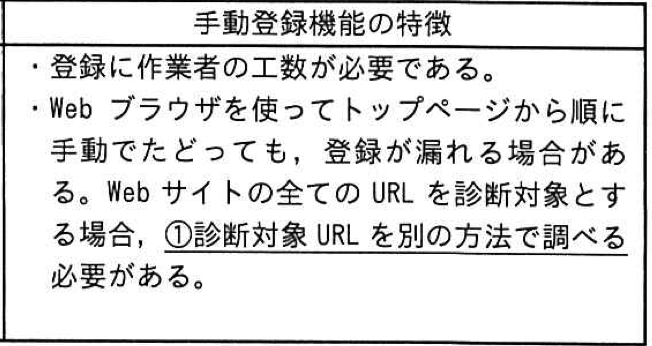 手動登録機能の特徴
・登録に作業者の工数が必要である。
・Web ブラウザを使ってトップページから順に
手動でたどっても，登録が漏れる場合があ
る。Web サイトの全ての URL を診断対象とす
る場合，①診断対象 URL を別の方法で調べる
必要がある。